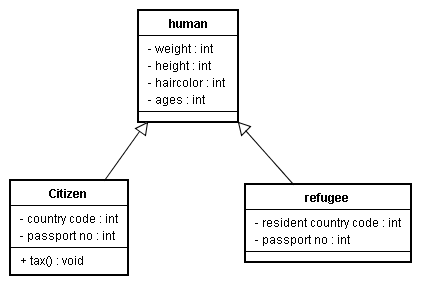 human
- weight : int
- height : int
- haircolor : int
- ages : int
Citizen
- country code : int
- passport no : int
+ tax() : void
refugee
- resident country code : int
- passport no : int